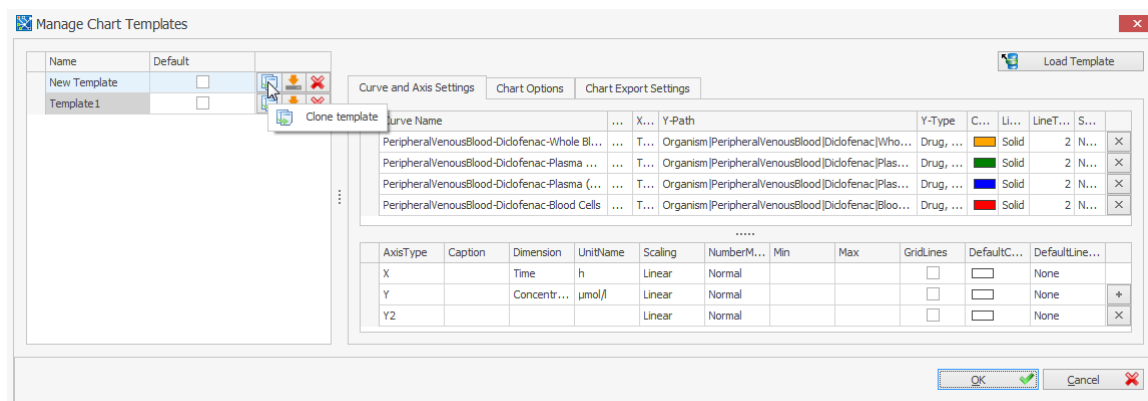 Manage Chart Templates
Name Default
New Template
Template1
Clone template
Load Template
Curve and Axis Settings Chart Options Chart Export Settings
Curve Name ... X... Y-Path Y-Type C... Li... LineT... S...
PeripheralVenousBlood-Diclofenac-Whole Bl... ... T... Organism|PeripheralVenousBlood|Diclofenac|Who... Drug, ... Solid 2 N...
PeripheralVenousBlood-Diclofenac-Plasma ... ... T... Organism|PeripheralVenousBlood|Diclofenac|Plas... Drug, ... Solid 2 N...
PeripheralVenousBlood-Diclofenac-Plasma (... ... T... Organism|PeripheralVenousBlood|Diclofenac|Plas... Drug, ... Solid 2 N...
PeripheralVenousBlood-Diclofenac-Blood Cells ... T... Organism|PeripheralVenousBlood|Diclofenac|Bloo... Drug, ... Solid 2 N...
AxisType Caption Dimension UnitName Scaling NumberM... Min Max GridLines DefaultC... DefaultLine...
X Time h Linear Normal None
Y Concentr... µmol/l Linear Normal None
Y2 Linear Normal None
OK Cancel